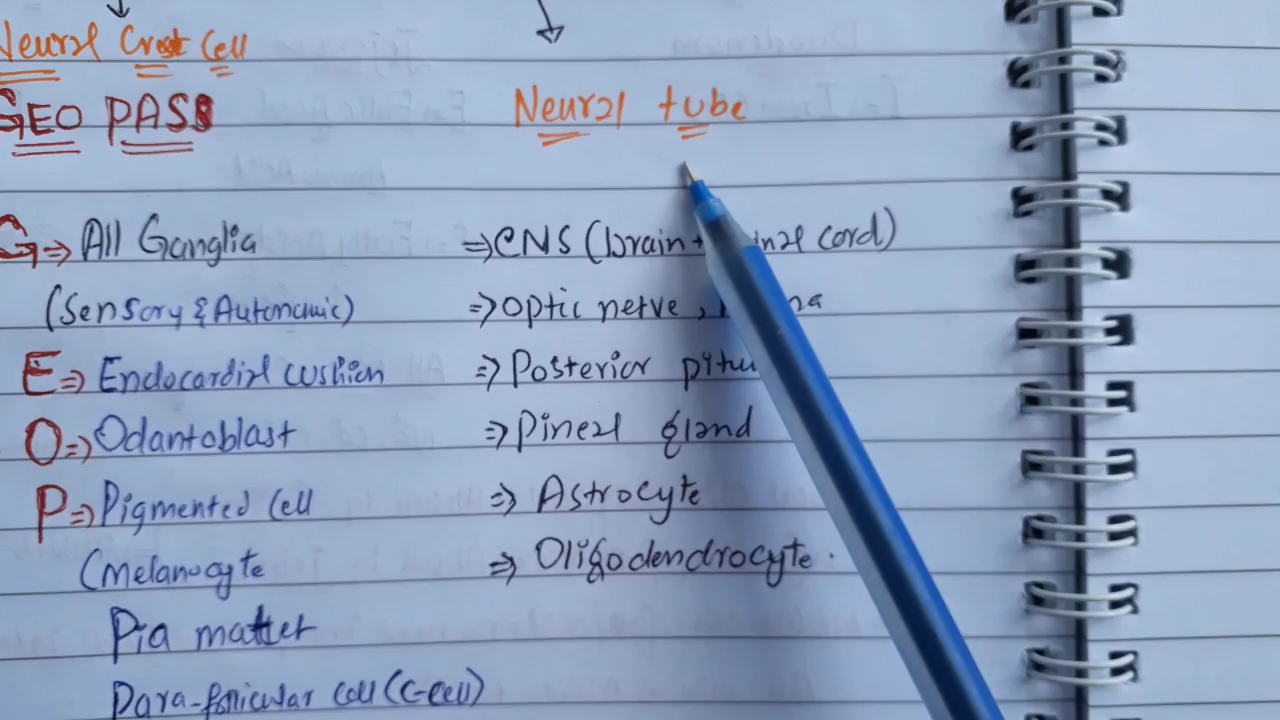 Neural Crest Cell
GEO PASS
G⇒ All Ganglia
(Sensory & Autonomic)
E⇒ Endocardial cushion
O⇒ Odantoblast
P⇒ Pigmented Cell
(Melanocyte
Pia matter
Para-follicular cell (C-cell)
Neural tube
⇒ CNS (brain + cord)
⇒ Optic nerve,
⇒ Posterior
⇒ Pineal gland
⇒ Astrocyte
⇒ Oligodendrocyte.